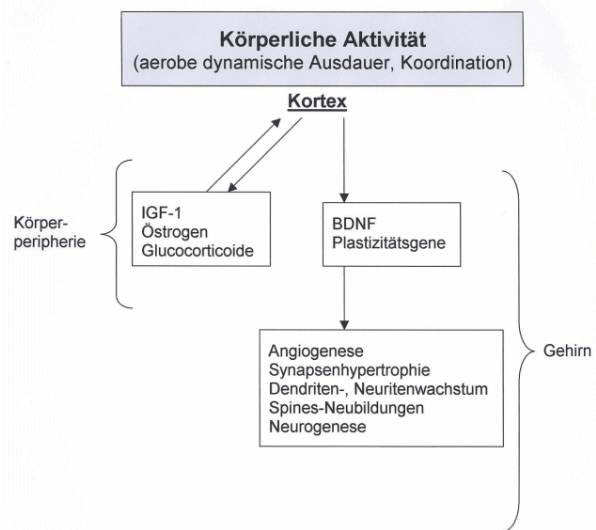 Körperliche Aktivität
(aerobe dynamische Ausdauer, Koordination)
Kortex
Körper-
peripherie
IGF-1
Östrogen
Glucocorticoide
BDNF
Plastizitätsgene
Angiogenese
Synapsenhypertrophie
Dendriten-, Neuritenwachstum
Spines-Neubildungen
Neurogenese
Gehirn